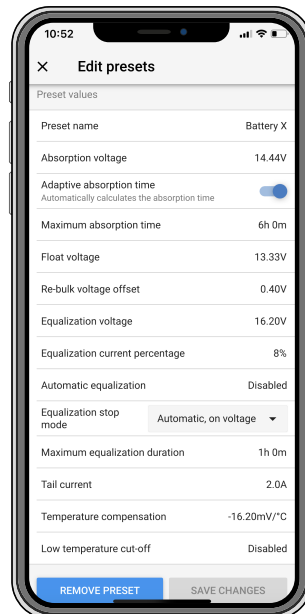 10:52
× Edit presets
Preset values
Preset name Battery X
Absorption voltage 14.44V
Adaptive absorption time
Automatically calculates the absorption time
Maximum absorption time 6h 0m
Float voltage 13.33V
Re-bulk voltage offset 0.40V
Equalization voltage 16.20V
Equalization current percentage 8%
Automatic equalization Disabled
Equalization stop mode Automatic, on voltage
Maximum equalization duration 1h 0m
Tail current 2.0A
Temperature compensation -16.20mV/°C
Low temperature cut-off Disabled
REMOVE PRESET SAVE CHANGES